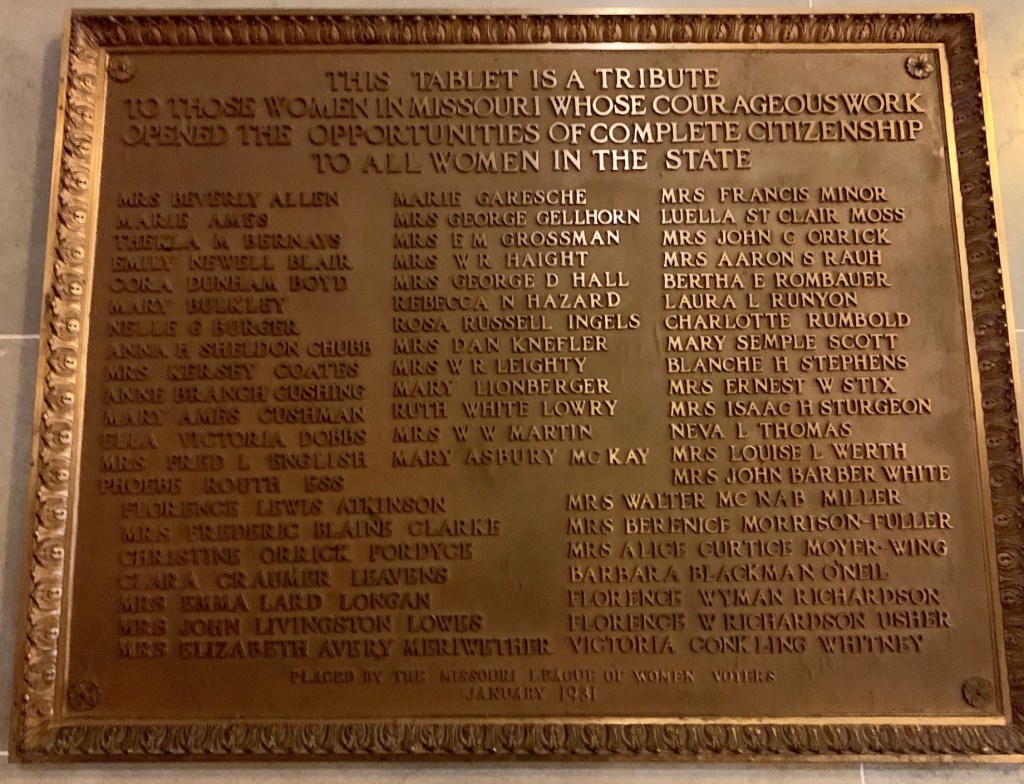 THIS TABLET IS A TRIBUTE
TO THOSE WOMEN IN MISSOURI WHOSE COURAGEOUS WORK
OPENED THE OPPORTUNITIES OF COMPLETE CITIZENSHIP
TO ALL WOMEN IN THE STATE
MRS BEVERLY ALLEN
MARIE AMES
THEKLA M BERNAYS
EMILY NEWELL BLAIR
CORA DUNHAM BOYD
MARY BULKLEY
NELLE G BURGER
ANNA H SHELDON CHUBB
MRS KERSEY COATES
ANNE BRANCH CUSHING
MARY AMES CUSHMAN
ELLA VICTORIA DOBBS
MRS FRED L ENGLISH
PHOEBE ROUTH ESS
MARIE GARESCHE
MRS GEORGE GELLHORN
MRS E M GROSSMAN
MRS W R HAIGHT
MRS GEORGE D HALL
REBECCA N HAZARD
ROSA RUSSELL INGELS
MRS DAN KNEFLER
MRS W R LEIGHTY
MARY LIONBERGER
RUTH WHITE LOWRY
MRS W W MARTIN
MARY ASBURY MCKAY
MRS FRANCIS MINOR
LUELLA ST CLAIR MOSS
MRS JOHN C ORRICK
MRS AARON S RAUH
BERTHA E ROMBAUER
LAURA L RUNYON
CHARLOTTE RUMBOLD
MARY SEMPLE SCOTT
BLANCHE H STEPHENS
MRS ERNEST W STIX
MRS ISAAC H STURGEON
NEVA L THOMAS
MRS LOUISE L WERTH
MRS JOHN BARBER WHITE
FLORENCE LEWIS ATKINSON
MRS FREDERIC BLAINE CLARKE
CHRISTINE ORRICK FORDYCE
CLARA CRAUMER LEAVENS
MRS EMMA LARD LONGAN
MRS JOHN LIVINGSTON LOWES
MRS ELIZABETH AVERY MERIWETHER
MRS WALTER MC NAB MILLER
MRS BERENICE MORRISON-FULLER
MRS ALICE CURTICE MOYER-WING
BARBARA BLACKMAN O'NEIL
FLORENCE WYMAN RICHARDSON
FLORENCE W RICHARDSON USHER
VICTORIA CONKLING WHITNEY
PLACED BY THE MISSOURI LEAGUE OF WOMEN VOTERS
JANUARY 1931